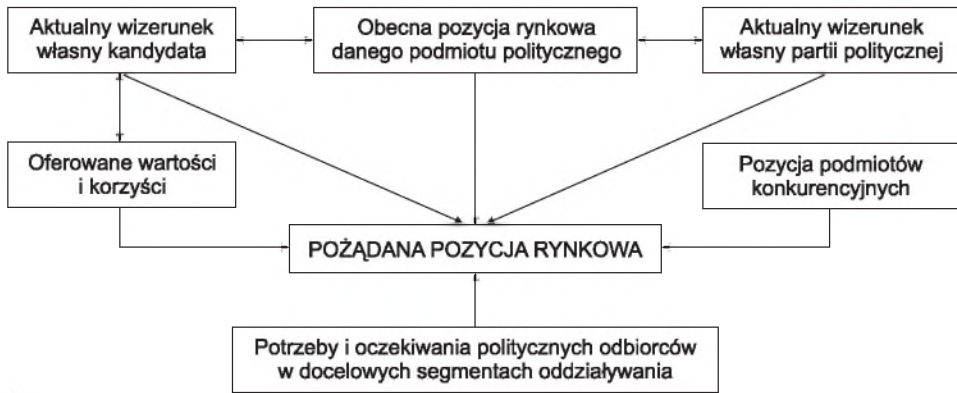 Aktualny wizerunek
własny kandydata
Obecna pozycja rynkowa
danego podmiotu politycznego
Aktualny wizerunek
własny partii politycznej
Oferowane wartości
i korzyści
Pozycja podmiotów
konkurencyjnych
POŻĄDANA POZYCJA RYNKOWA
Potrzeby i oczekiwania politycznych odbiorców
w docelowych segmentach oddziaływania